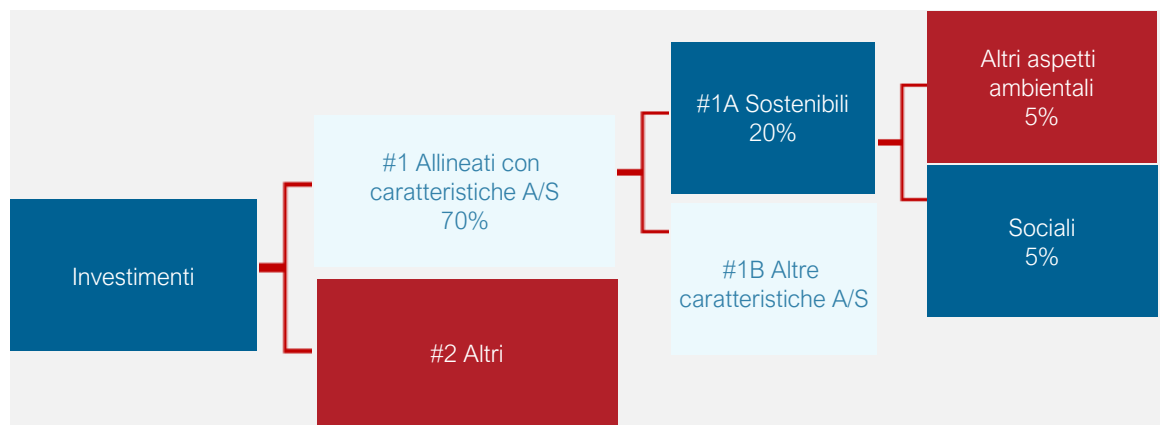 Investimenti
#1 Allineati con
caratteristiche A/S
70%
#2 Altri
#1A Sostenibili
20%
#1B Altre
caratteristiche A/S
Altri aspetti
ambientali
5%
Sociali
5%